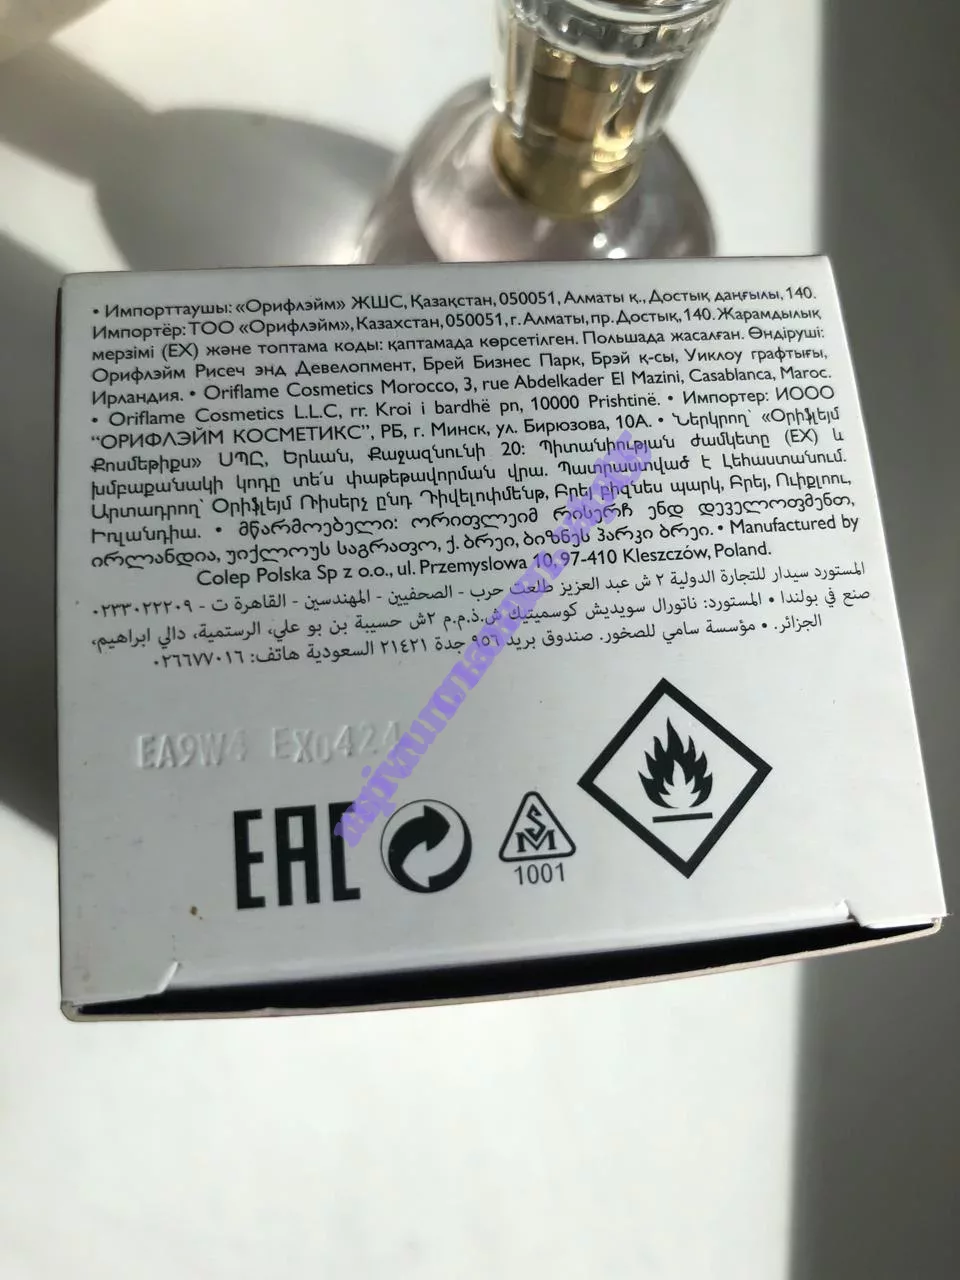 • Импорттаушы: «Орифлэйм» ЖШС, Қазақстан, 050051, Алматы қ., Достық даңғылы, 140.
Импортёр: ТОО «Орифлэйм», Казахстан, 050051, г. Алматы, пр. Достық, 140. Жарамдылық
мерзімі (EX) және топтама коды: қаптамада көрсетілген. Польшада жасалған. Өндіруші:
Орифлэйм Рисеч энд Девелопмент, Брей Бизнес Парк, Брэй қ-сы, Уиклоу графтығы,
Ирландия. • Oriflame Cosmetics Morocco, 3, rue Abdelkader El Mazini, Casablanca, Maroc.
• Oriflame Cosmetics L.L.C, rr. Kroi i bardhë pn, 10000 Prishtinë. • Импортер: ИООО
“ОРИФЛЭЙМ КОСМЕТИКС”, РБ, г. Минск, ул. Бирюзова, 10А. • Ներկրող՝ «Օրիֆլեյմ
Քոսմեթիքս» ՍՊԸ, Երևան, Քաջազնունի 20: Պիտանիության ժամկետը (EX) և
խմբաքանակի կոդը տե՛ս փաթեթավորման վրա. Պատրաստված է Լեհաստանում.
Արտադրող՝ Օրիֆլեյմ Ռիսերչ ընդ Դիվելոփմենթ, Բրեյ բիզնես պարկ, Բրեյ, Ուիքլոու,
Իռլանդիա. • მწარმოებელი: ორიფლეიმ რისერჩ ენდ დეველოფმენტ,
ირლანდია, უიქლოუს საგრაფო, ქ. ბრეი, ბიზნეს პარკი ბრეი. • Manufactured by
Colep Polska Sp z o.o., ul. Przemyslowa 10, 97-410 Kleszczów, Poland.
المستورد سيدار للتجارة الدولية ٢ ش عبد العزيز طلعت حرب - الصحفيين - المهندسين - القاهرة ت - ٠٢٣٣٠٢٢٢٠٩
صنع في بولندا • المستورد: ناتورال سويديش كوسميتيك ش.ذ.م.م ٢ش حسيبة بن بو علي، الرستمية، دالي ابراهيم،
الجزائر. • مؤسسة سامي للصخور. صندوق بريد ٩٥٦ جدة ٢١٤٢١ السعودية هاتف: ٠٢٦٦٧٧٠١٦
EA9W4 EX0424
EAC
SM
1001